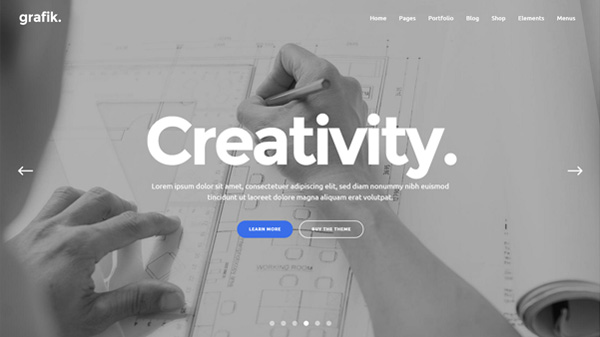 grafik.
Home Pages Portfolio Blog Shop Elements Menus
Creativity.
Lorem ipsum dolor sit amet, consectetuer adipiscing elit, sed diam nonummy nibh euismod
tincidunt ut laoreet dolore magna aliquam erat volutpat.
LEARN MORE
BUY THE THEME